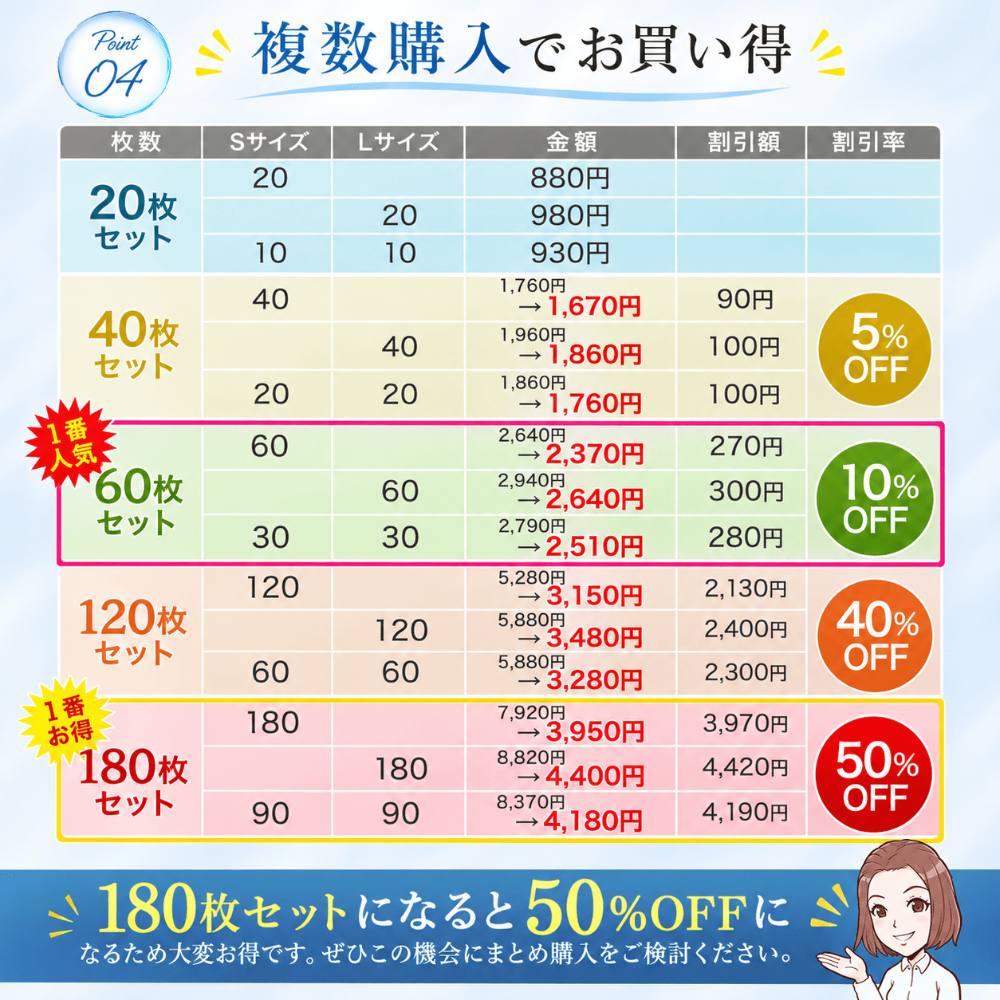 Point
04
複数購入でお買い得
枚数 Sサイズ Lサイズ 金額 割引額 割引率
20枚
セット
20 880円
20 980円
10 10 930円
40枚
セット
40 1,760円
→1,670円 90円
40 1,960円
→1,860円 100円
20 20 1,860円
→1,760円 100円
5%
OFF
1番
人気
60枚
セット
60 2,640円
→2,370円 270円
60 2,940円
→2,640円 300円
30 30 2,790円
→2,510円 280円
10%
OFF
120枚
セット
120 5,280円
→3,150円 2,130円
120 5,880円
→3,480円 2,400円
60 60 5,880円
→3,280円 2,300円
40%
OFF
1番
お得
180枚
セット
180 7,920円
→3,950円 3,970円
180 8,820円
→4,400円 4,420円
90 90 8,370円
→4,180円 4,190円
50%
OFF
180枚セットになると50%OFFに
なるため大変お得です。ぜひこの機会にまとめ購入をご検討ください。